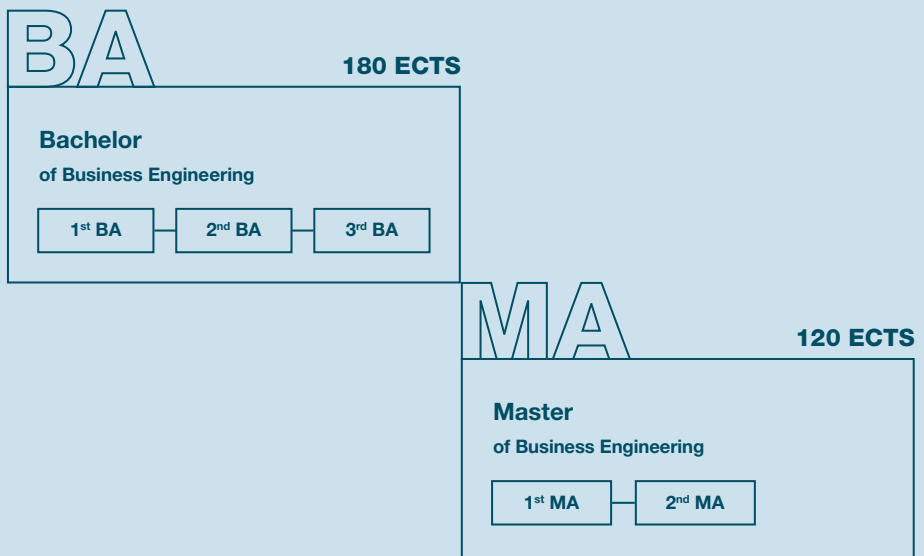 BA
180 ECTS
Bachelor
of Business Engineering
1st BA
2nd BA
3rd BA
MA
120 ECTS
Master
of Business Engineering
1st MA
2nd MA